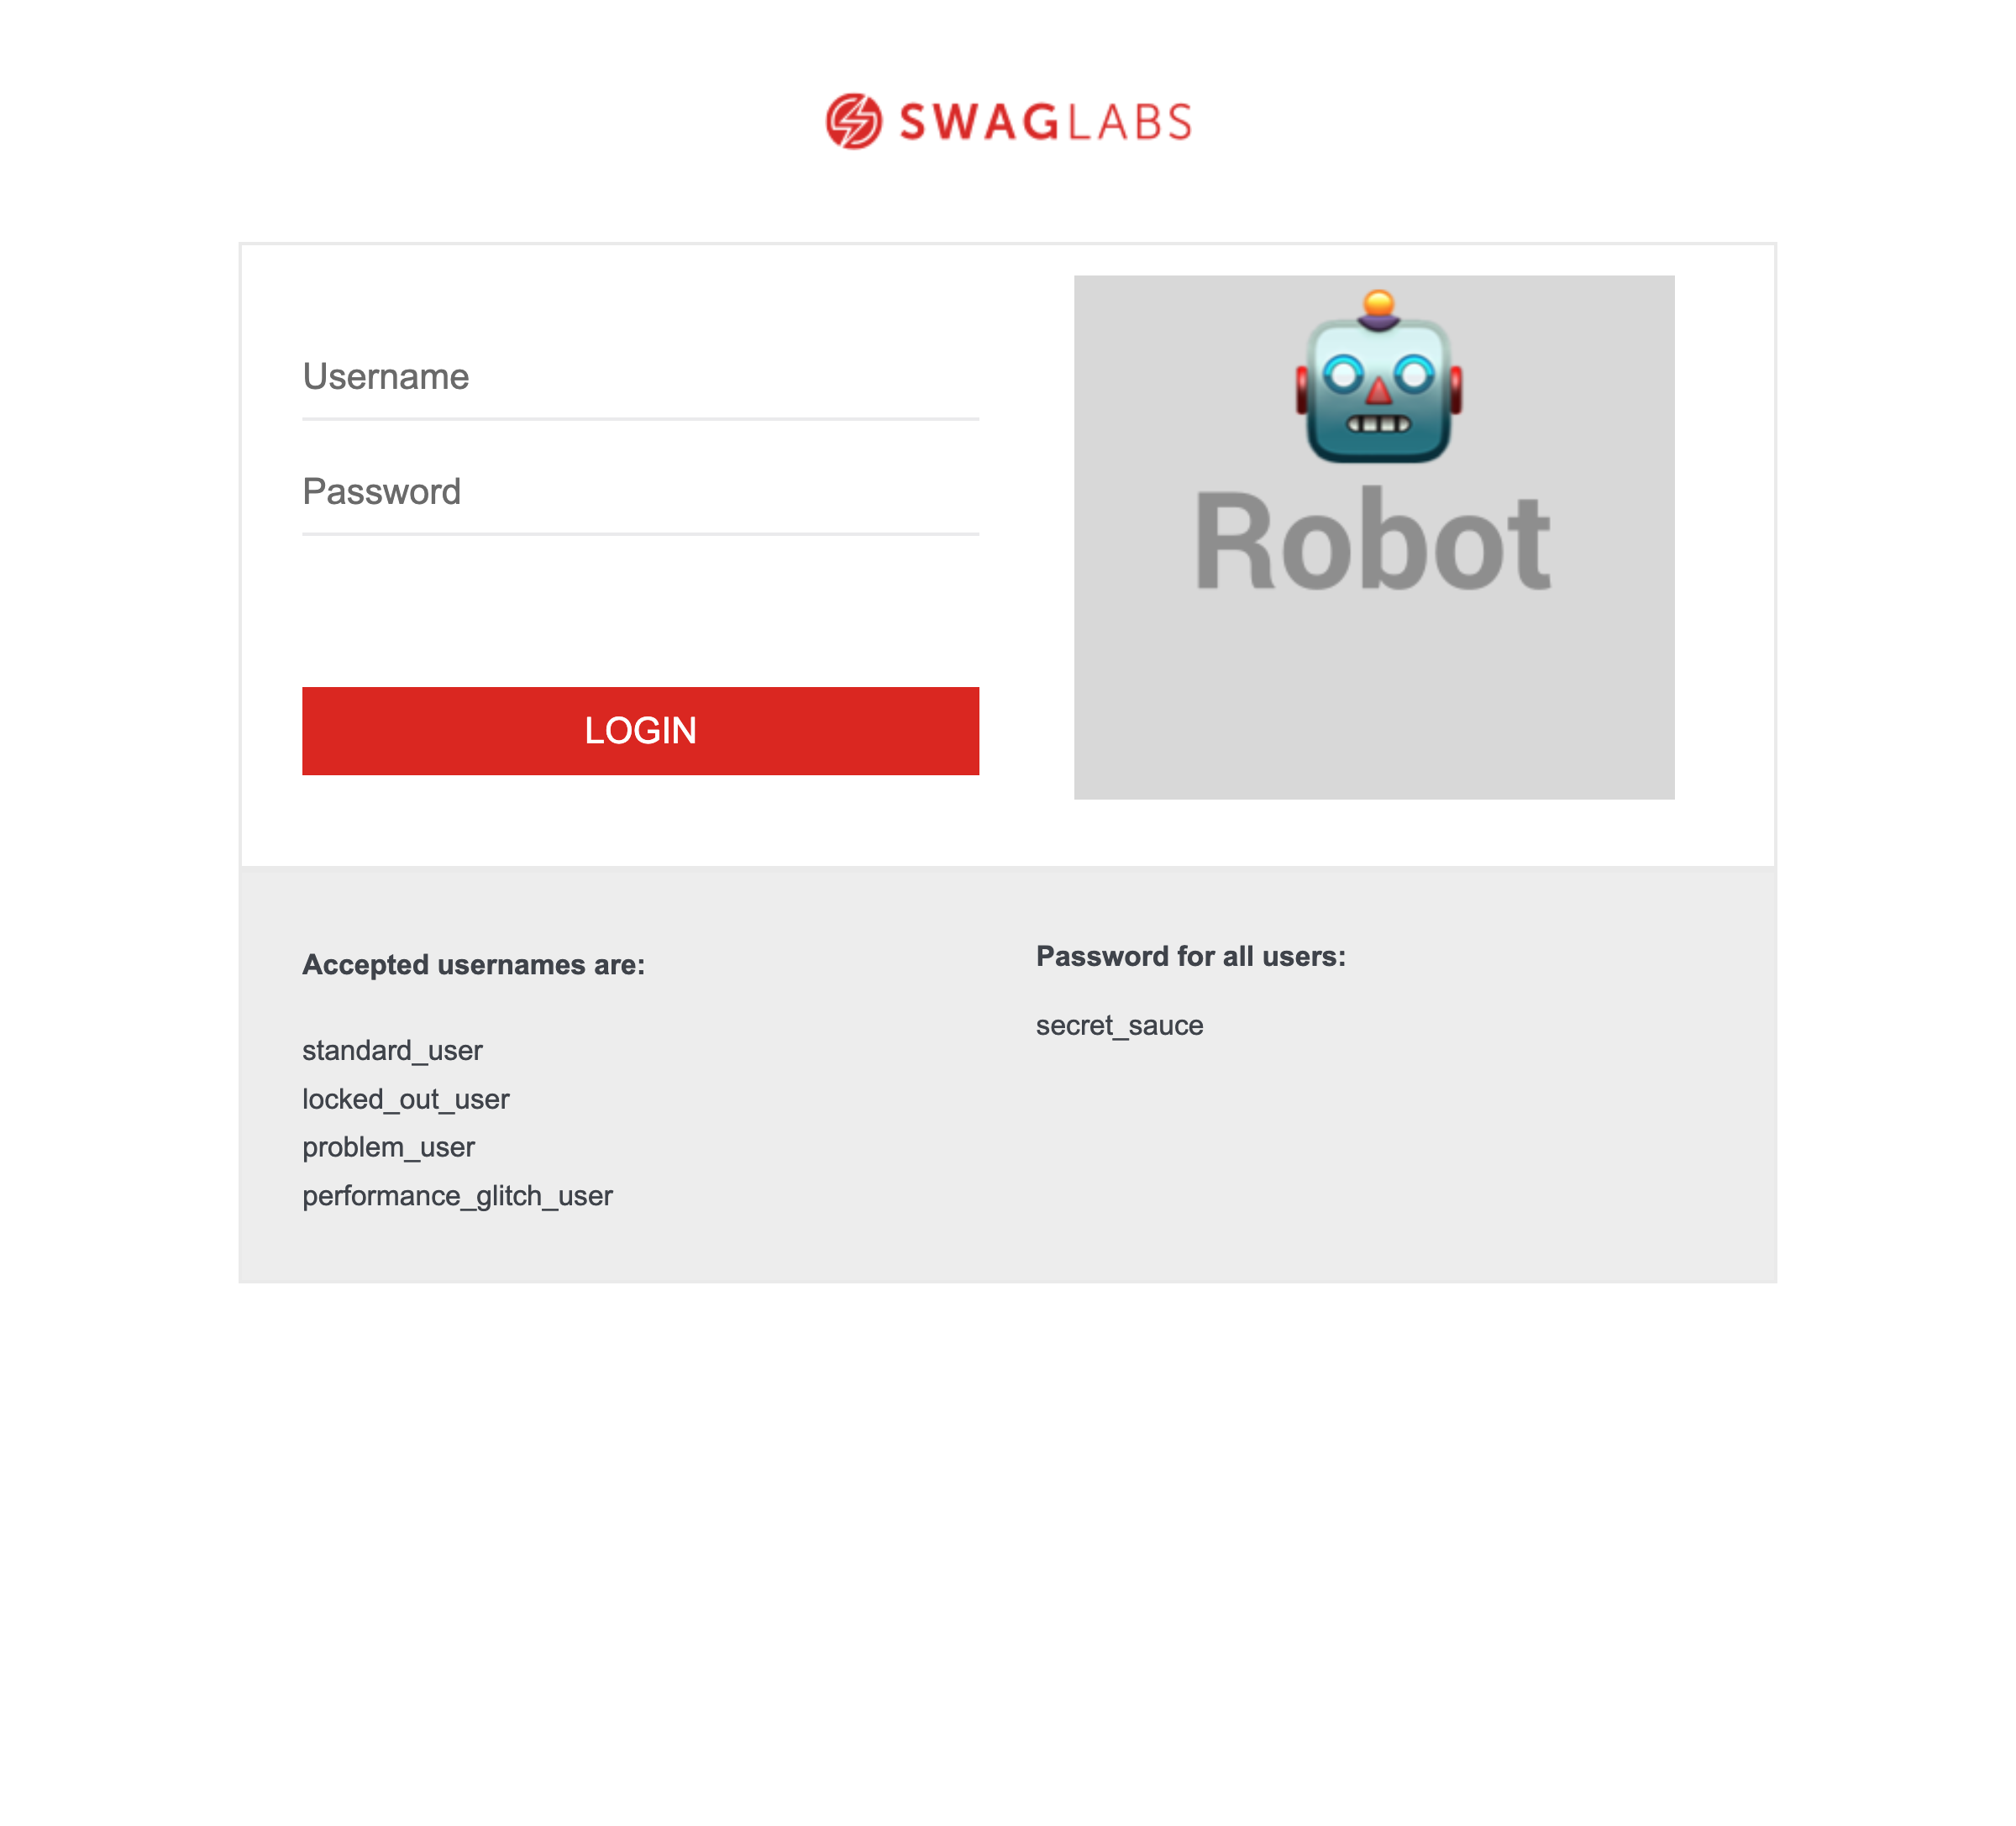 SWAGLABS
Username
Password
LOGIN
Robot
Accepted usernames are:
standard_user
locked_out_user
problem_user
performance_glitch_user
Password for all users:
secret_sauce